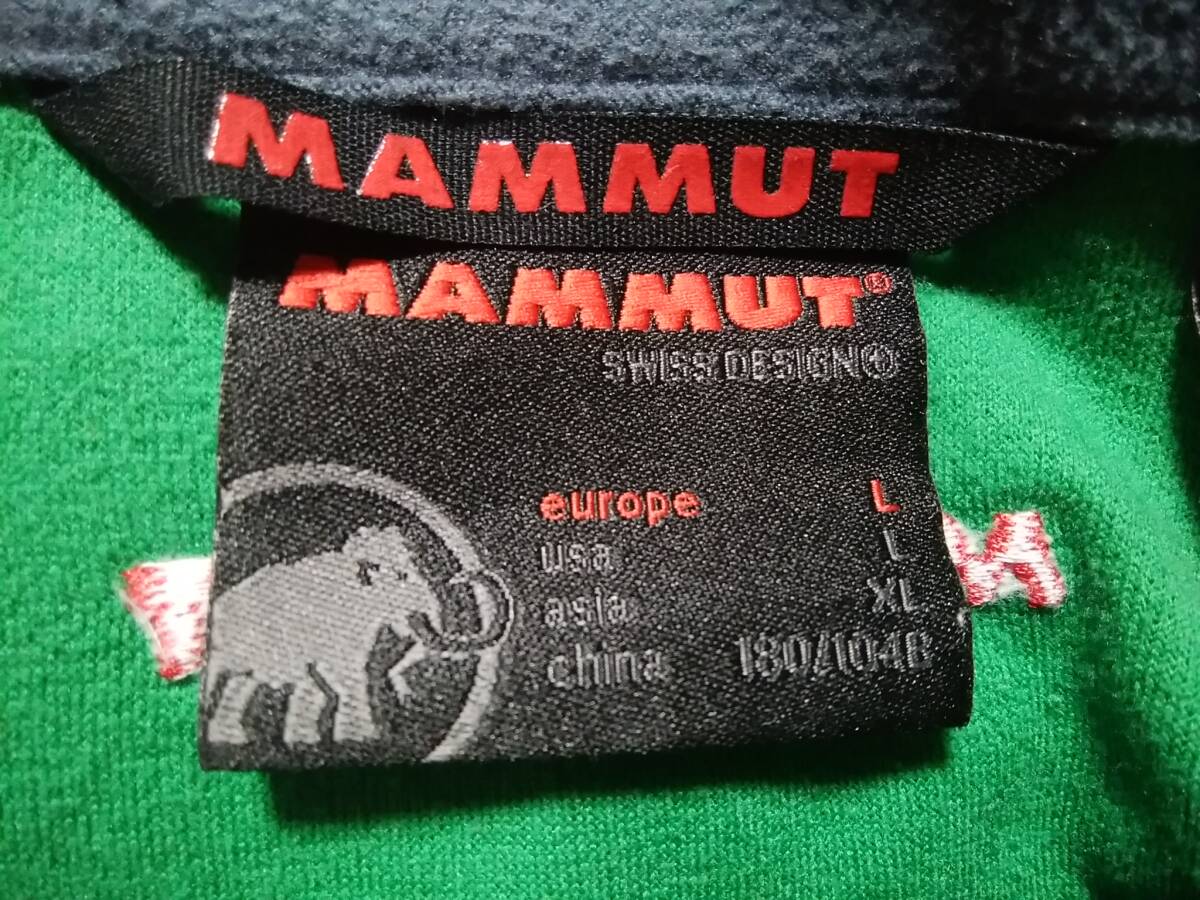 MAMMUT
MAMMUT®
SWISS DESIGN
europe L
usa L
asia XL
china 180/104B